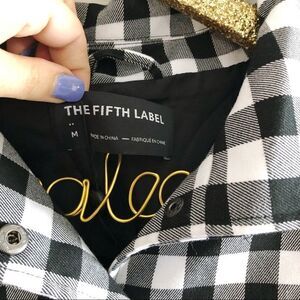 THE FIFTH LABEL
M
MADE IN CHINA — FABRIQUÉ EN CHINE